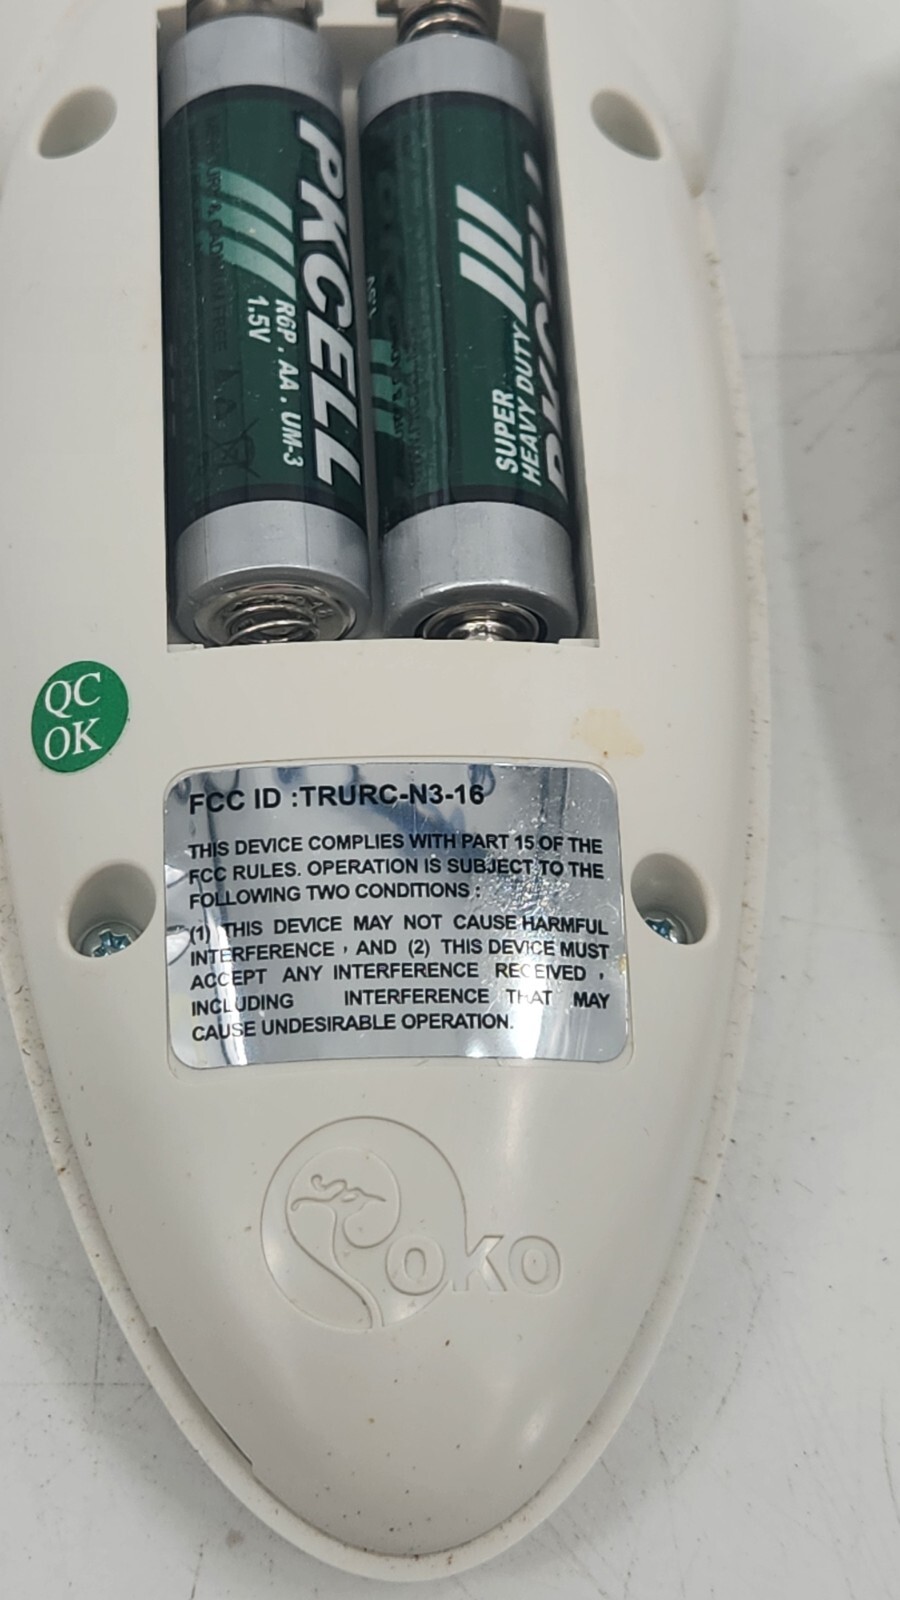 PKCELL
R6P . AA . UM-3
1.5V
SUPER
HEAVY DUTY
PKCELL
QC
OK
FCC ID :TRURC-N3-16
THIS DEVICE COMPLIES WITH PART 15 OF THE
FCC RULES. OPERATION IS SUBJECT TO THE
FOLLOWING TWO CONDITIONS :
(1) THIS DEVICE MAY NOT CAUSE HARMFUL
INTERFERENCE , AND (2) THIS DEVICE MUST
ACCEPT ANY INTERFERENCE RECEIVED ,
INCLUDING INTERFERENCE THAT MAY
CAUSE UNDESIRABLE OPERATION.
OKO